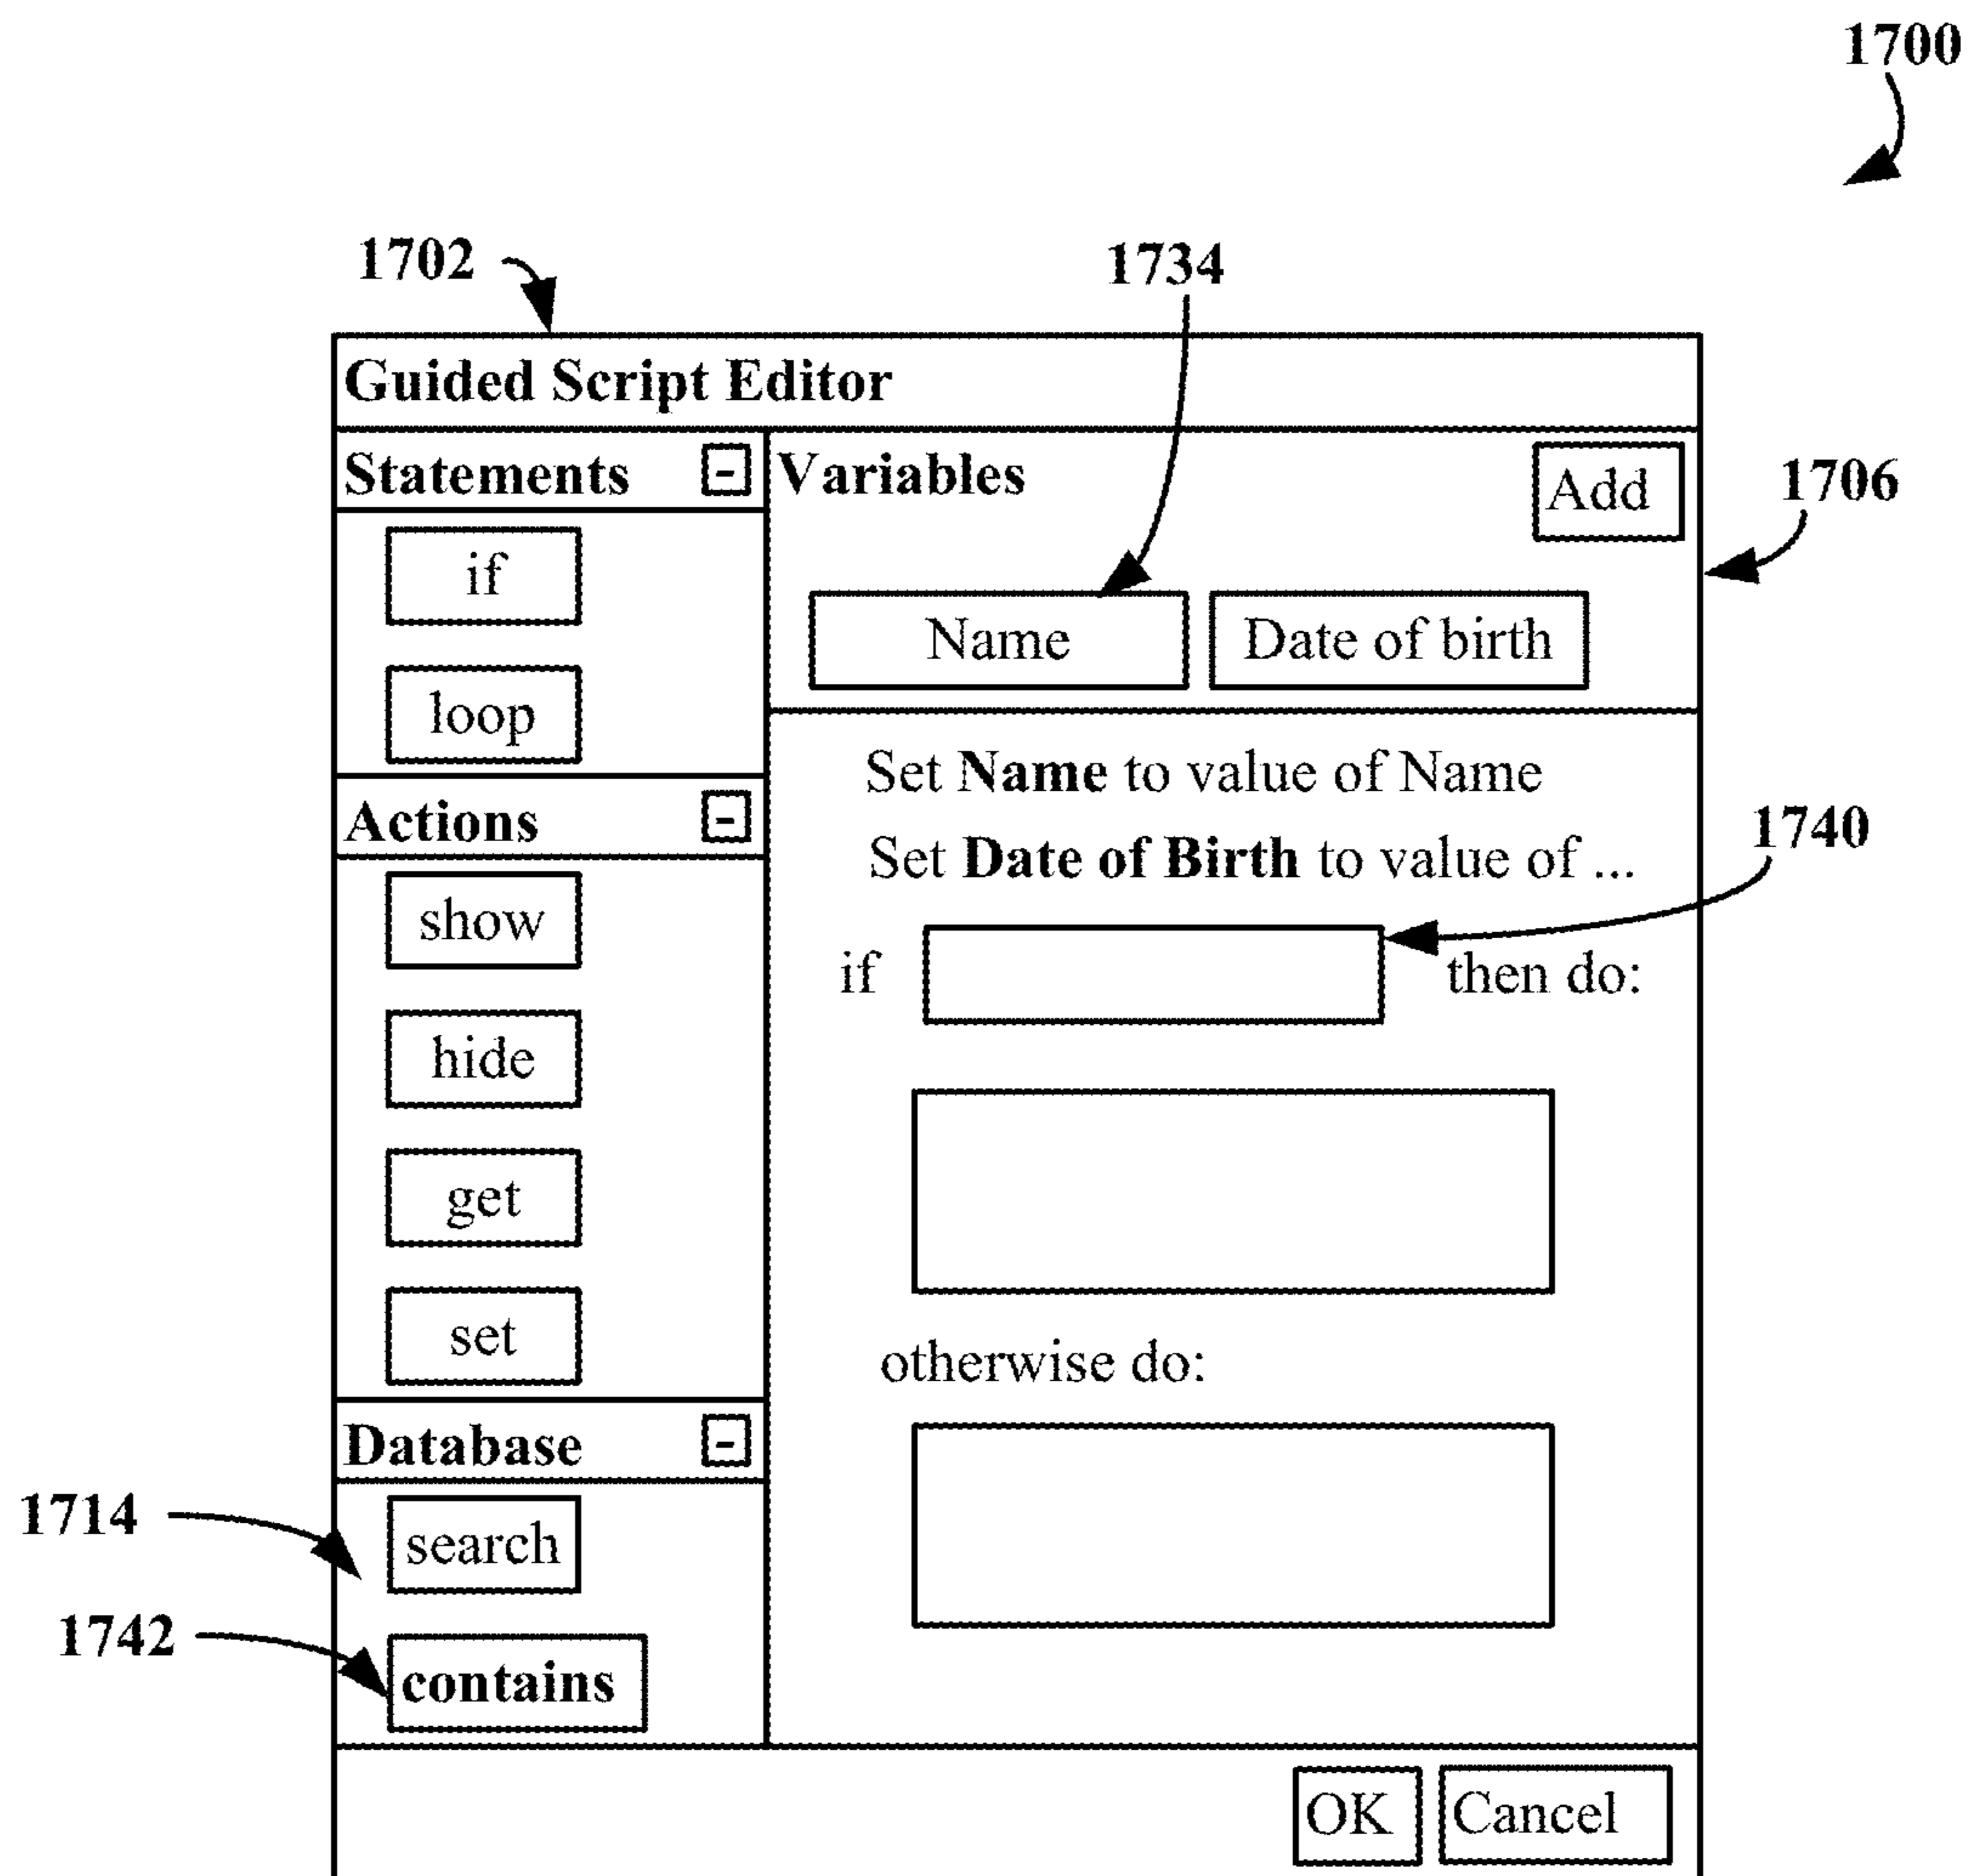 1700
1702
1734
Guided Script Editor
Statements -
if
loop
Actions -
show
hide
get
set
Database -
1714
search
1742
contains
Variables
Add
1706
Name Date of birth
Set Name to value of Name
Set Date of Birth to value of ...
1740
if then do:
otherwise do:
OK Cancel